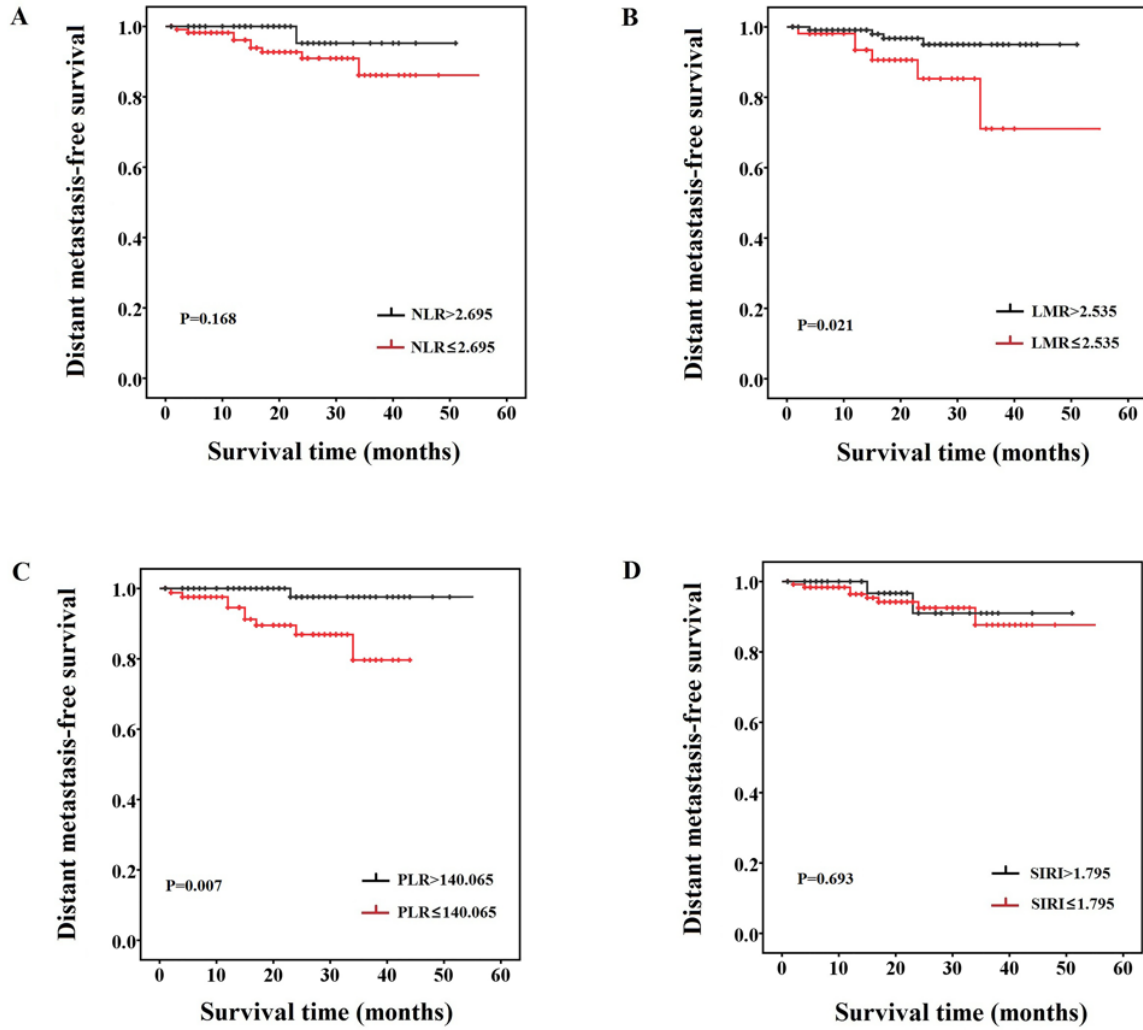 A
Distant metastasis-free survival
1.0
0.8
0.6
0.4
0.2
0.0
P=0.168
NLR>2.695
NLR≤2.695
0 10 20 30 40 50 60
Survival time (months)
B
Distant metastasis-free survival
1.0
0.8
0.6
0.4
0.2
0.0
P=0.021
LMR>2.535
LMR≤2.535
0 10 20 30 40 50 60
Survival time (months)
C
Distant metastasis-free survival
1.0
0.8
0.6
0.4
0.2
0.0
P=0.007
PLR>140.065
PLR≤140.065
0 10 20 30 40 50 60
Survival time (months)
D
Distant metastasis-free survival
1.0
0.8
0.6
0.4
0.2
0.0
P=0.693
SIRI>1.795
SIRI≤1.795
0 10 20 30 40 50 60
Survival time (months)